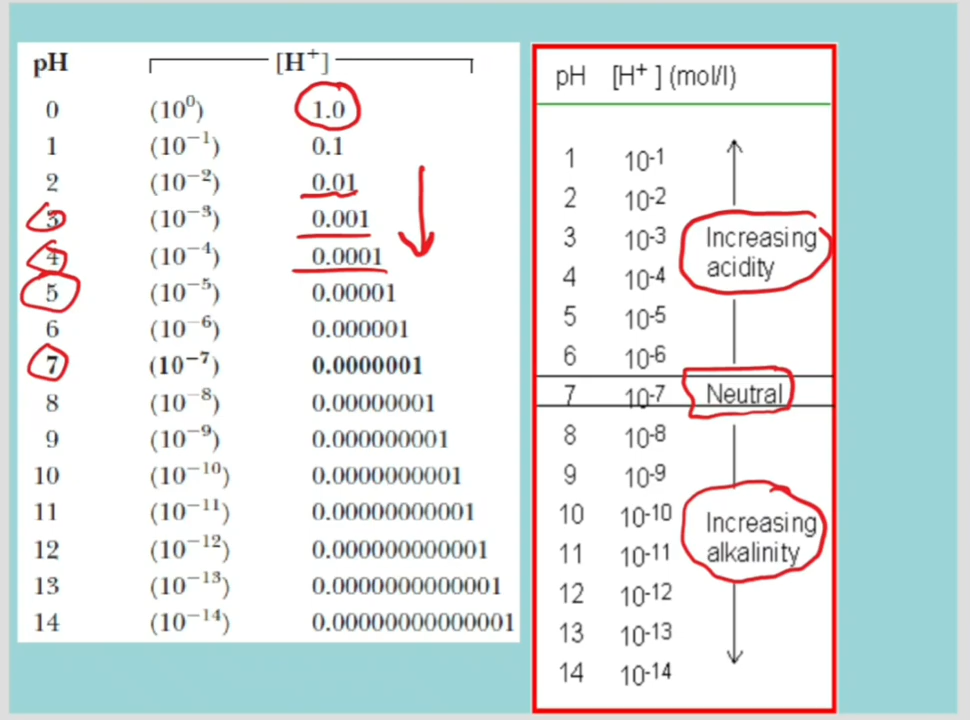 pH [H⁺]
0 (10⁰) 1.0
1 (10⁻¹) 0.1
2 (10⁻²) 0.01
3 (10⁻³) 0.001
4 (10⁻⁴) 0.0001
5 (10⁻⁵) 0.00001
6 (10⁻⁶) 0.000001
7 (10⁻⁷) 0.0000001
8 (10⁻⁸) 0.00000001
9 (10⁻⁹) 0.000000001
10 (10⁻¹⁰) 0.0000000001
11 (10⁻¹¹) 0.00000000001
12 (10⁻¹²) 0.000000000001
13 (10⁻¹³) 0.0000000000001
14 (10⁻¹⁴) 0.00000000000001
pH [H⁺ ] (mol/l)
1 10⁻¹
2 10⁻²
3 10⁻³
4 10⁻⁴
5 10⁻⁵
6 10⁻⁶
7 10⁻⁷
8 10⁻⁸
9 10⁻⁹
10 10⁻¹⁰
11 10⁻¹¹
12 10⁻¹²
13 10⁻¹³
14 10⁻¹⁴
Increasing
acidity
Neutral
Increasing
alkalinity